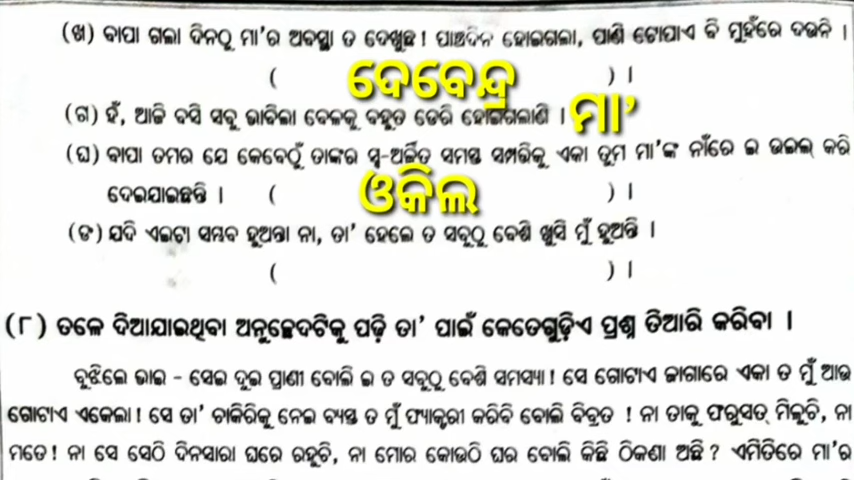 (ଖ) ବାପା ଗଲା ଦିନଠୁ ମା'ର ଅବସ୍ଥା ତ ଦେଖୁଛ! ପାଞ୍ଚଦିନ ହୋଇଗଲା, ପାଣି ଟୋପାଏ ବି ମୁହଁରେ ଦଉନି ।
( ଦେବେନ୍ଦ୍ର ) ।
(ଗ) ହଁ, ଆଜି ବସି ସବୁ ଭାବିଲା ବେଳକୁ ବହୁତ ଡେରି ହୋଇଗଲାଣି । ମା'
(ଘ) ବାପା ତମର ଯେ କେବେଠୁଁ ତାଙ୍କର ସ୍ୱ-ଅର୍ଜିତ ସମସ୍ତ ସମ୍ପତ୍ତିକୁ ଏକା ତୁମ ମା'ଙ୍କ ନାଁରେ ଇ ଉଇଲ୍ କରି
ଦେଇଯାଇଛନ୍ତି । ( ଓକିଲ ) ।
(ଙ) ଯଦି ଏଇଟା ସମ୍ଭବ ହୁଅନ୍ତା ନା, ତା' ହେଲେ ତ ସବୁଠୁ ବେଶି ଖୁସି ମୁଁ ହୁଅନ୍ତି ।
( ) ।
(୮) ତଳେ ଦିଆଯାଇଥିବା ଅନୁଚ୍ଛେଦଟିକୁ ପଢ଼ି ତା' ପାଇଁ କେତେଗୁଡ଼ିଏ ପ୍ରଶ୍ନ ତିଆରି କରିବା ।
ବୁଝିଲେ ଭାଇ - ସେଇ ଦୁଇ ପ୍ରାଣୀ ବୋଲି ଇ ତ ସବୁଠୁ ବେଶି ସମସ୍ୟା! ସେ ଗୋଟାଏ ଜାଗାରେ ଏକା ତ ମୁଁ ଆଉ
ଗୋଟାଏ ଏକେଲା! ସେ ତା' ଚାକିରିକୁ ନେଇ ବ୍ୟସ୍ତ ତ ମୁଁ ଫ୍ୟାକ୍ଟରୀ କରିବି ବୋଲି ବିବ୍ରତ ! ନା ତାକୁ ଫରୁସତ୍ ମିଳୁଚି, ନା
ମତେ! ନା ସେ ସେଠି ଦିନସାରା ଘରେ ରହୁଚି, ନା ମୋର କୋଉଠି ଘର ବୋଲି କିଛି ଠିକଣା ଅଛି ? ଏମିତିରେ ମା'ର